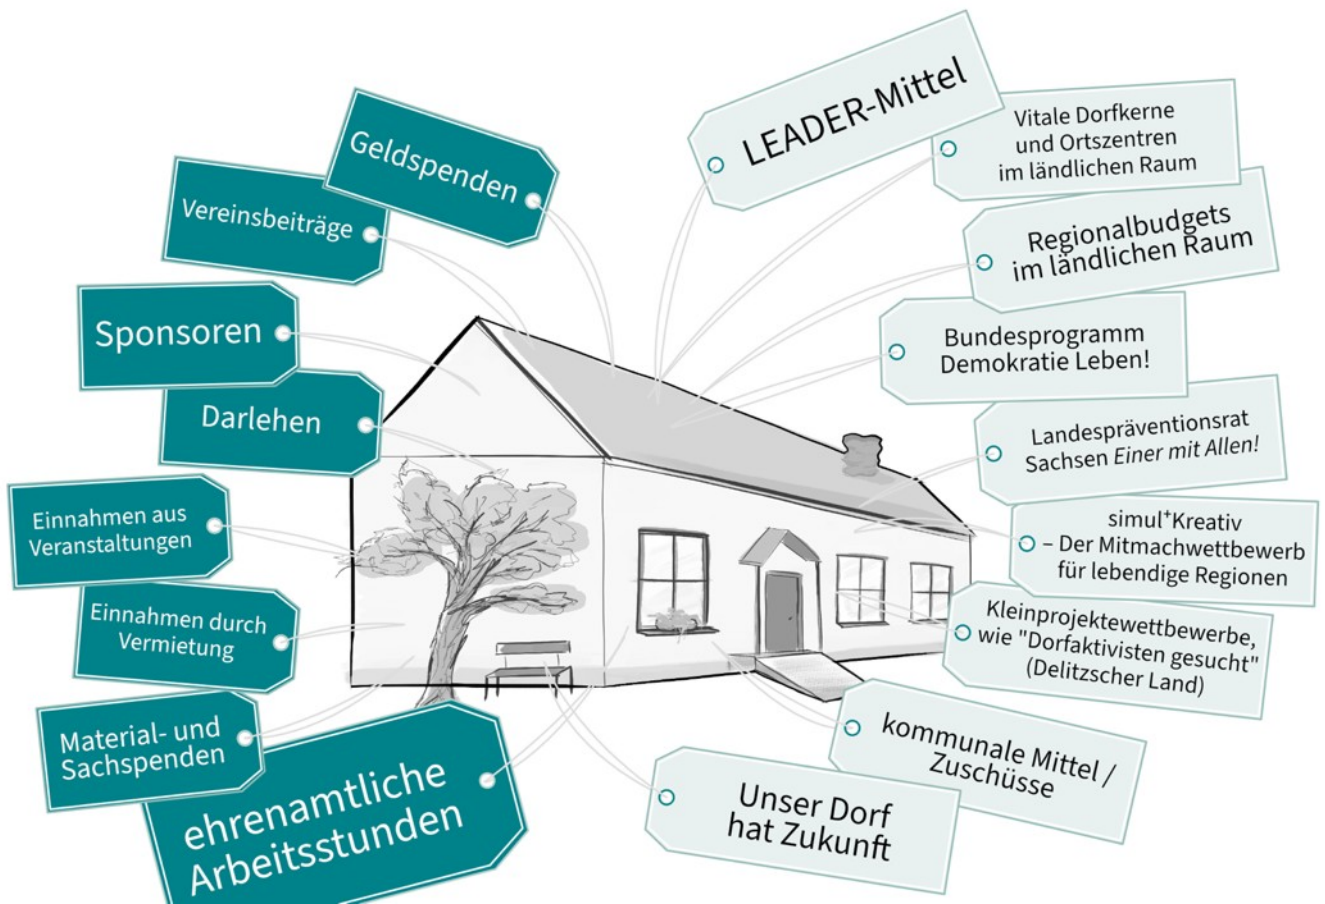 Geldspenden
Vereinsbeiträge
Sponsoren
Darlehen
Einnahmen aus
Veranstaltungen
Einnahmen durch
Vermietung
Material- und
Sachspenden
ehrenamtliche
Arbeitsstunden
LEADER-Mittel
Vitale Dorfkerne
und Ortszentren
im ländlichen Raum
Regionalbudgets
im ländlichen Raum
Bundesprogramm
Demokratie Leben!
Landespräventionsrat
Sachsen Einer mit Allen!
simul⁺Kreativ
– Der Mitmachwettbewerb
für lebendige Regionen
Kleinprojektewettbewerbe,
wie "Dorfaktivisten gesucht"
(Delitzscher Land)
kommunale Mittel /
Zuschüsse
Unser Dorf
hat Zukunft